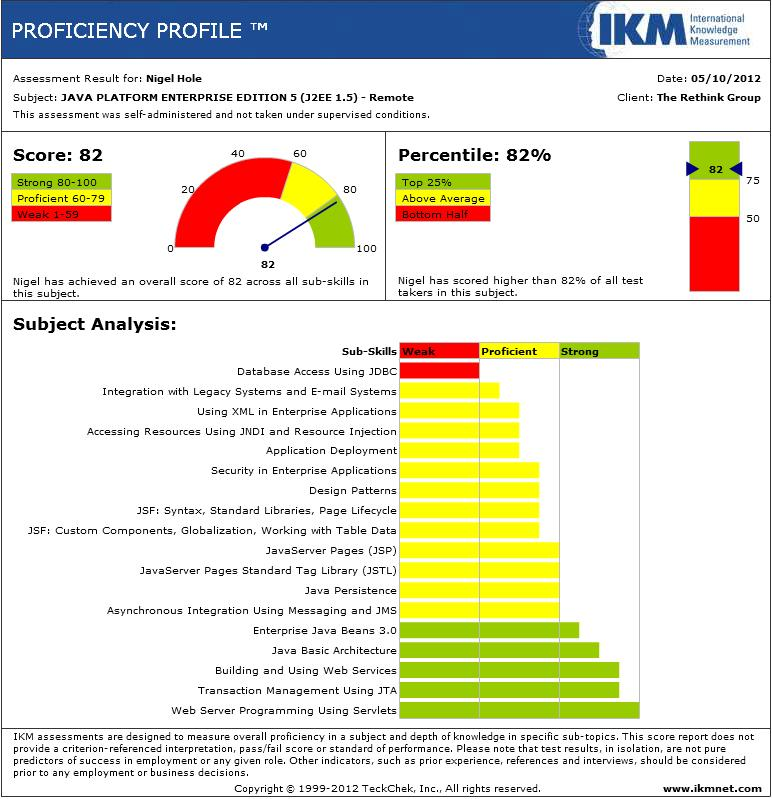 PROFICIENCY PROFILE ™
IKM International
Knowledge
Measurement
Assessment Result for: Nigel Hole
Date: 05/10/2012
Subject: JAVA PLATFORM ENTERPRISE EDITION 5 (J2EE 1.5) - Remote
Client: The Rethink Group
This assessment was self-administered and not taken under supervised conditions.
Score: 82
Strong 80-100
Proficient 60-79
Weak 1-59
0
20
40
60
80
100
82
Nigel has achieved an overall score of 82 across all sub-skills in
this subject.
Percentile: 82%
Top 25%
Above Average
Bottom Half
82
75
50
Nigel has scored higher than 82% of all test
takers in this subject.
Subject Analysis:
Sub-Skills Weak Proficient Strong
Database Access Using JDBC
Integration with Legacy Systems and E-mail Systems
Using XML in Enterprise Applications
Accessing Resources Using JNDI and Resource Injection
Application Deployment
Security in Enterprise Applications
Design Patterns
JSF: Syntax, Standard Libraries, Page Lifecycle
JSF: Custom Components, Globalization, Working with Table Data
JavaServer Pages (JSP)
JavaServer Pages Standard Tag Library (JSTL)
Java Persistence
Asynchronous Integration Using Messaging and JMS
Enterprise Java Beans 3.0
Java Basic Architecture
Building and Using Web Services
Transaction Management Using JTA
Web Server Programming Using Servlets
IKM assessments are designed to measure overall proficiency in a subject and depth of knowledge in specific sub-topics. This score report does not
provide a criterion-referenced interpretation, pass/fail score or standard of performance. Please note that test results, in isolation, are not pure
predictors of success in employment or any given role. Other indicators, such as prior experience, references and interviews, should be considered
prior to any employment or business decisions.
Copyright © 1999-2012 TeckChek, Inc., All rights reserved.
www.ikmnet.com